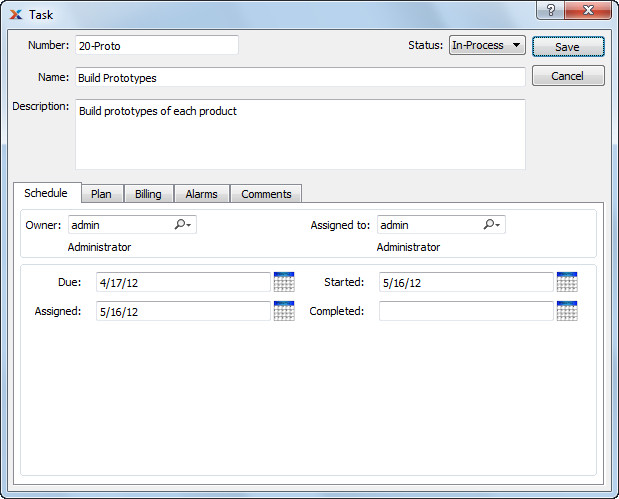 Task
Number: 20-Proto Status: In-Process Save
Name: Build Prototypes Cancel
Description: Build prototypes of each product
Schedule Plan Billing Alarms Comments
Owner: admin Assigned to: admin
Administrator Administrator
Due: 4/17/12 Started: 5/16/12
Assigned: 5/16/12 Completed: